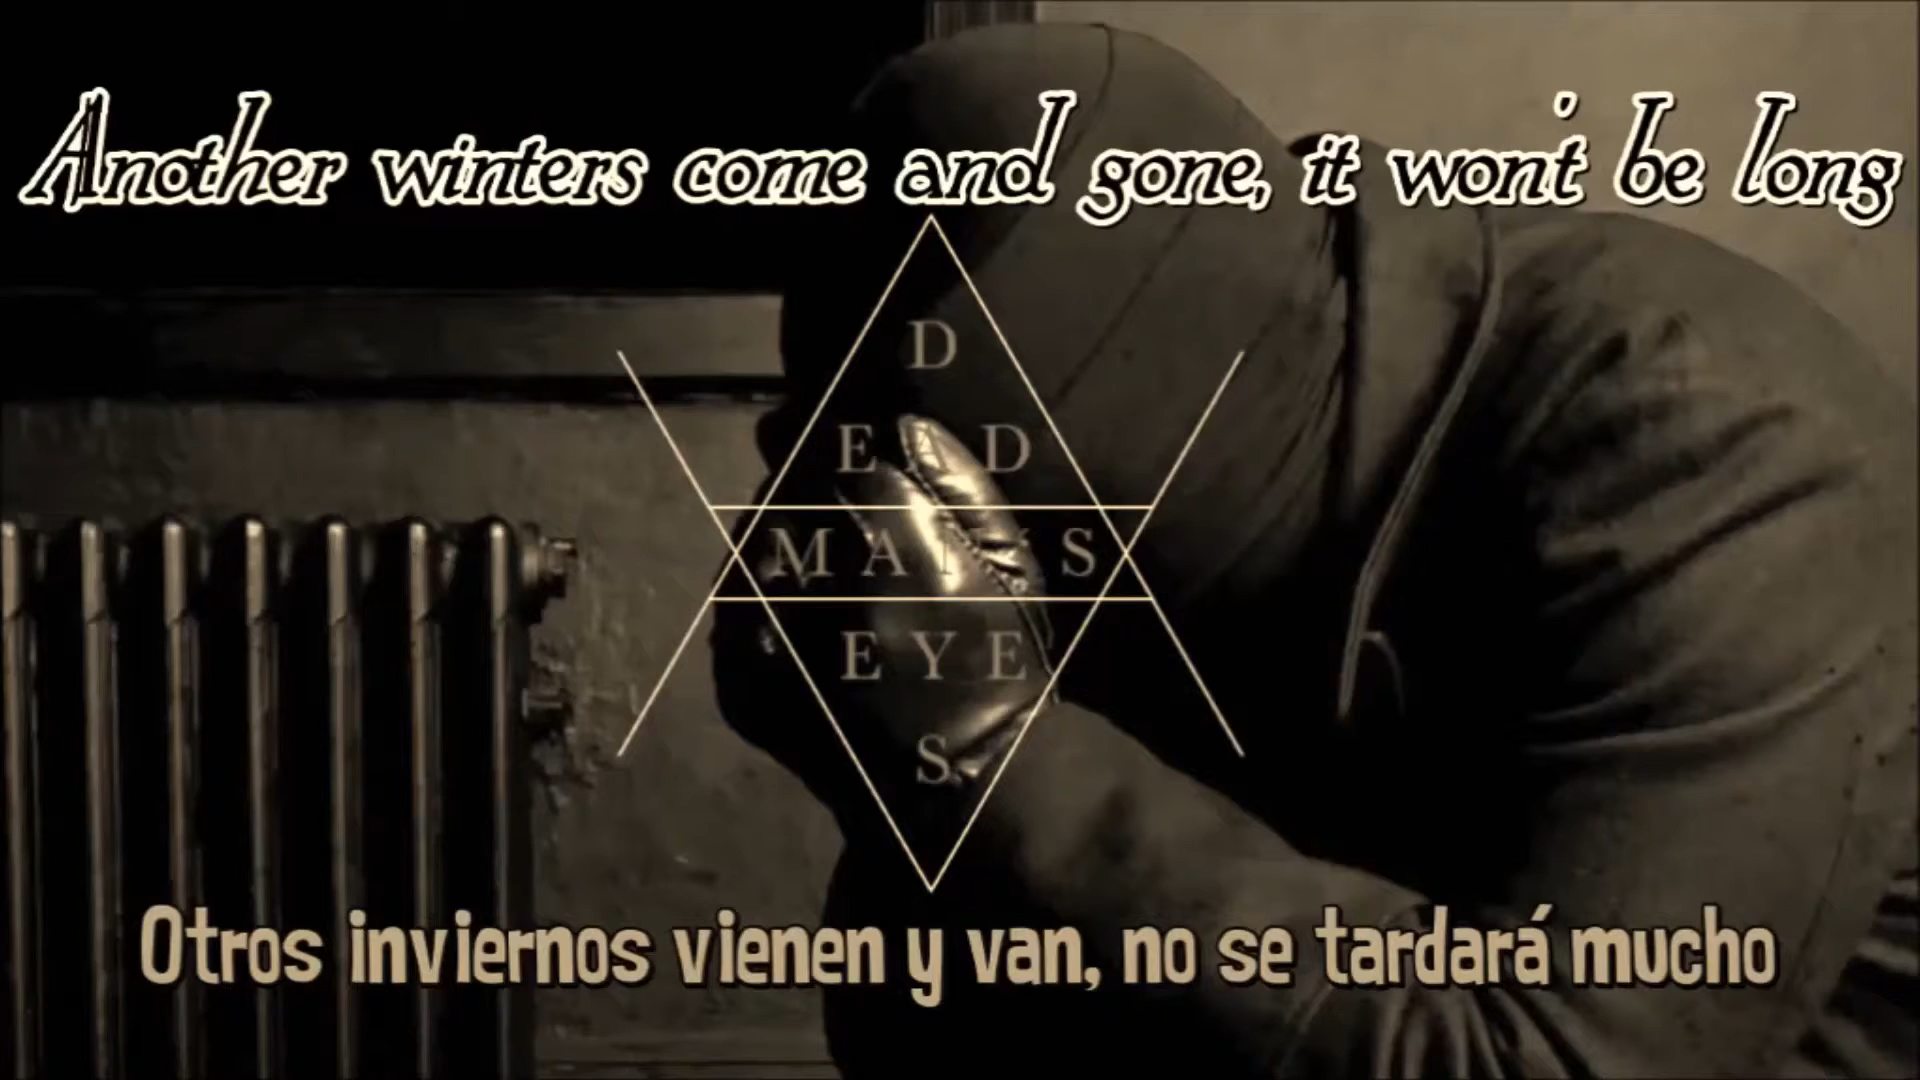 Another winters come and gone, it won't be long
D
EAD
MAN'S
EYE
S
Otros inviernos vienen y van, no se tardará mucho